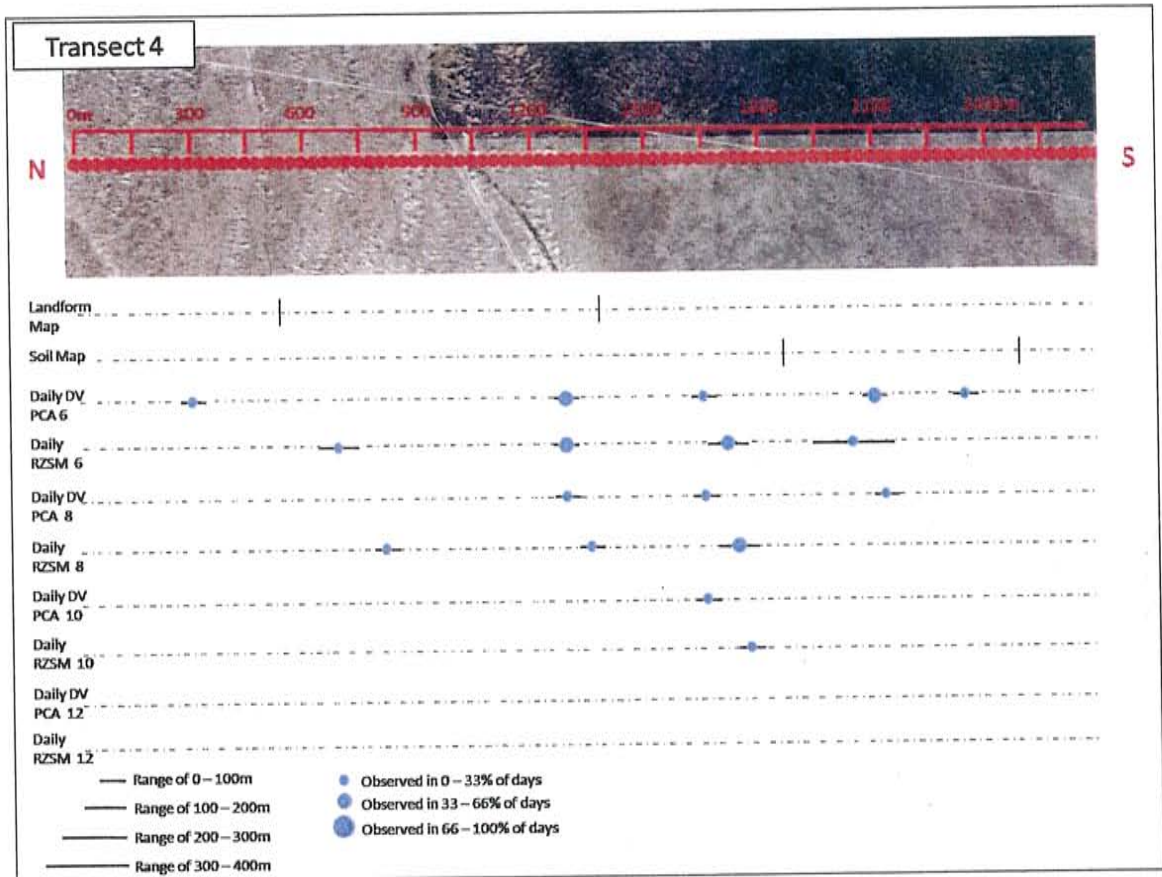 Transect 4
0m 300 600 900 1200 1500 1800 2100
N
S
Landform
Map
Soil Map
Daily DV
PCA 6
Daily
RZSM 6
Daily DV
PCA 8
Daily
RZSM 8
Daily DV
PCA 10
Daily
RZSM 10
Daily DV
PCA 12
Daily
RZSM 12
Range of 0–100m
Observed in 0–33% of days
Range of 100–200m
Observed in 33–66% of days
Range of 200–300m
Observed in 66–100% of days
Range of 300–400m